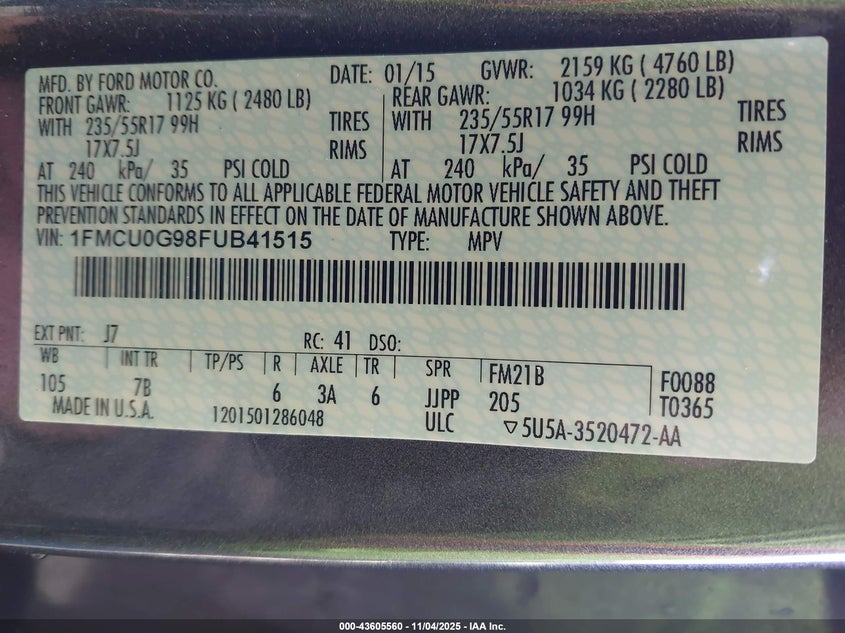 MFD. BY FORD MOTOR CO. DATE: 01/15 GVWR: 2159 KG ( 4760 LB)
FRONT GAWR: 1125 KG ( 2480 LB) REAR GAWR: 1034 KG ( 2280 LB)
WITH 235/55R17 99H TIRES WITH 235/55R17 99H TIRES
17X7.5J RIMS 17X7.5J RIMS
AT 240 kPa/ 35 PSI COLD AT 240 kPa/ 35 PSI COLD
THIS VEHICLE CONFORMS TO ALL APPLICABLE FEDERAL MOTOR VEHICLE SAFETY AND THEFT
PREVENTION STANDARDS IN EFFECT ON THE DATE OF MANUFACTURE SHOWN ABOVE.
VIN: 1FMCU0G98FUB41515 TYPE: MPV
EXT PNT: J7 RC: 41 DSO:
WB INT TR TP/PS R AXLE TR SPR FM21B F0088
105 7B 6 3A 6 JJPP 205 T0365
MADE IN U.S.A. 1201501286048 ULC ▽5U5A-3520472-AA
000-43605560 - 11/04/2025 - IAA Inc.